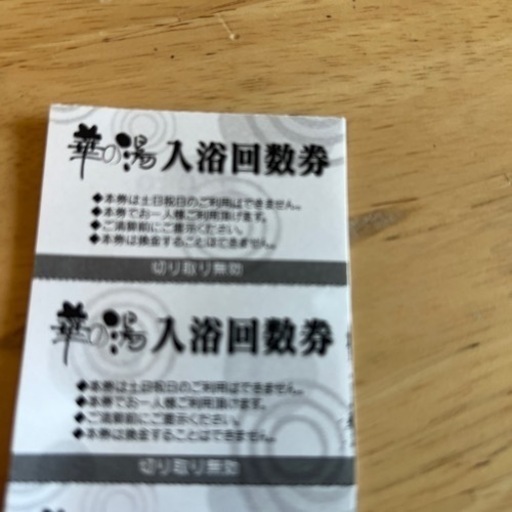 華の湯 入浴回数券
◆本券は土日祝日のご利用はできません。
◆本券でお一人様ご利用頂けます。
◆ご清算前にご提示ください。
◆本券は換金することはできません。
切り取り無効
華の湯 入浴回数券
◆本券は土日祝日のご利用はできません。
◆本券でお一人様ご利用頂けます。
◆ご清算前にご提示ください。
◆本券は換金することはできません。
切り取り無効